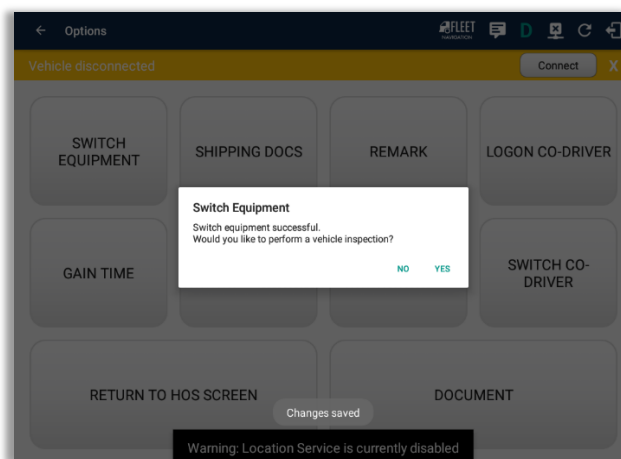 Options
FLEET
NAVIGATION
D
Vehicle disconnected
Connect
X
SWITCH
EQUIPMENT
SHIPPING DOCS
REMARK
LOGON CO-DRIVER
Switch Equipment
Switch equipment successful.
Would you like to perform a vehicle inspection?
NO
YES
GAIN TIME
SWITCH CO-
DRIVER
RETURN TO HOS SCREEN
DOCUMENT
Changes saved
Warning: Location Service is currently disabled